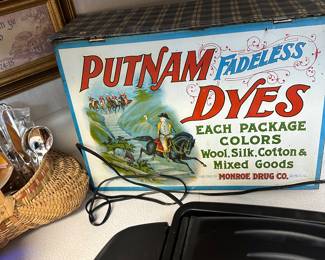 PUTNAM FADELESS
DYES
EACH PACKAGE
COLORS
Wool, Silk, Cotton &
Mixed Goods
MONROE DRUG CO.